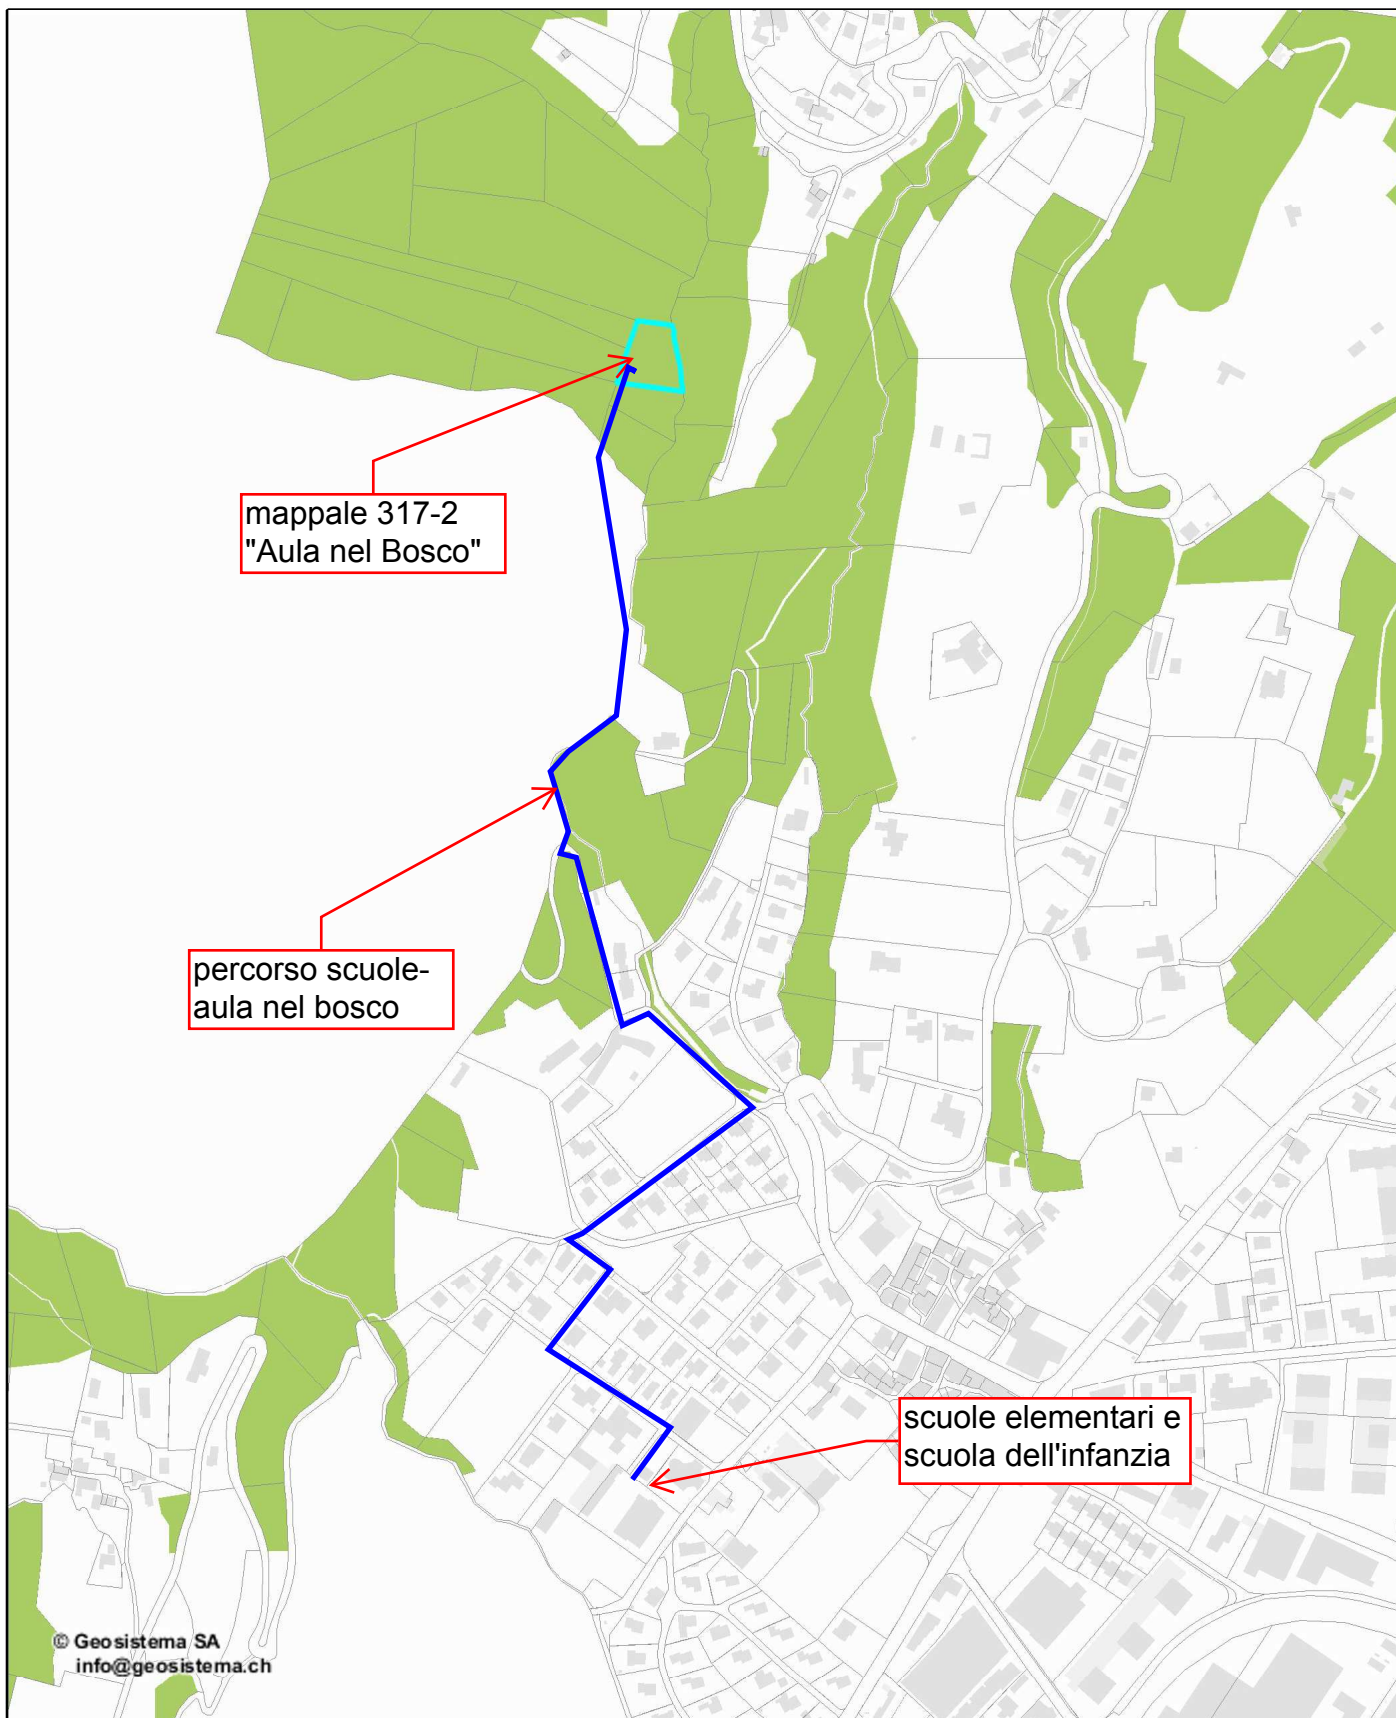 mappale 317-2
"Aula nel Bosco"
percorso scuole-
aula nel bosco
scuole elementari e
scuola dell'infanzia
© Geosistema SA
info@geosistema.ch